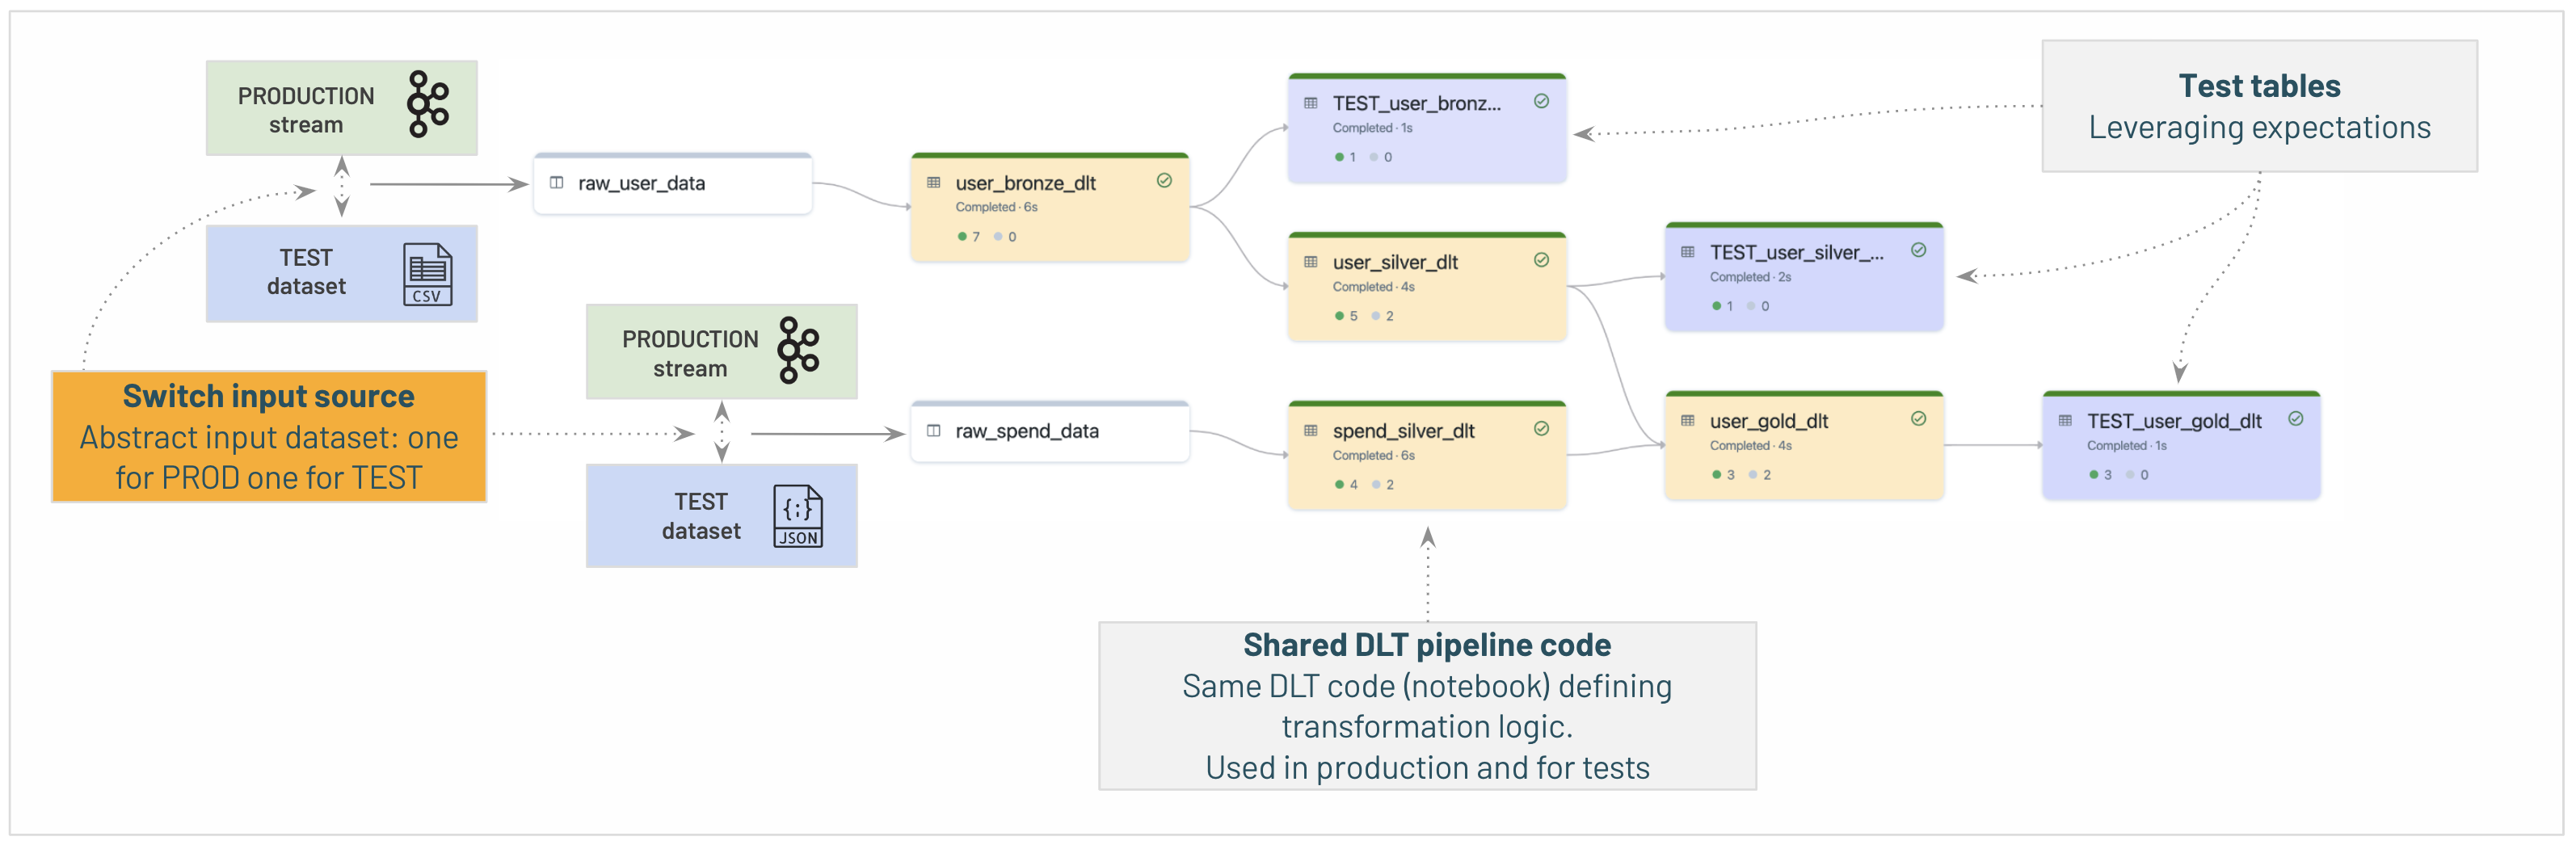 PRODUCTION
stream
TEST
dataset
CSV
Switch input source
Abstract input dataset: one
for PROD one for TEST
PRODUCTION
stream
TEST
dataset
{;}
JSON
raw_user_data
raw_spend_data
user_bronze_dlt
Completed · 6s
7 0
TEST_user_bronz...
Completed · 1s
1 0
user_silver_dlt
Completed · 4s
5 2
spend_silver_dlt
Completed · 6s
4 2
TEST_user_silver_...
Completed · 2s
1 0
user_gold_dlt
Completed · 4s
3 2
TEST_user_gold_dlt
Completed · 1s
3 0
Test tables
Leveraging expectations
Shared DLT pipeline code
Same DLT code (notebook) defining
transformation logic.
Used in production and for tests